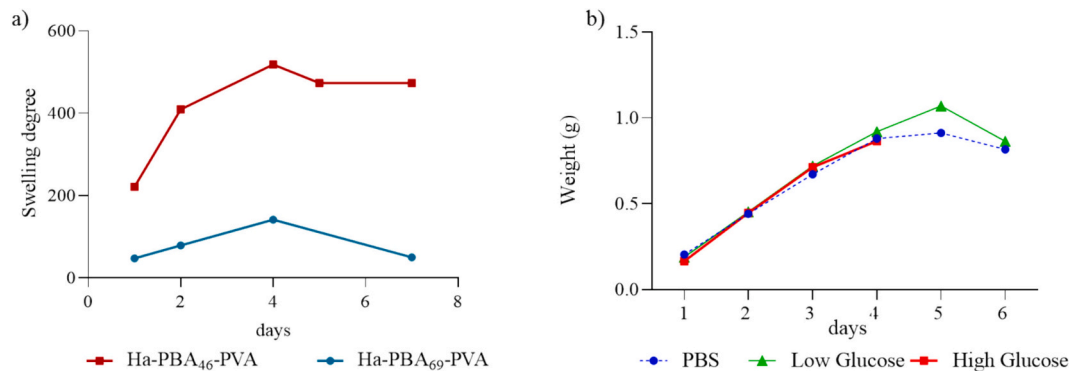 a)
600
400
200
0
Swelling degree
0 2 4 6 8
days
Ha-PBA46-PVA Ha-PBA69-PVA
b)
1.5
1.0
0.5
0.0
Weight (g)
1 2 3 4 5 6
days
PBS Low Glucose High Glucose